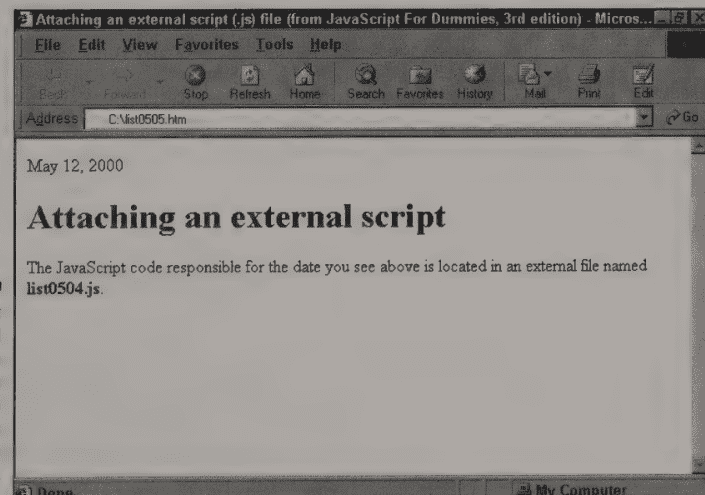 Attaching an external script (.js) file (from JavaScript For Dummies, 3rd edition) - Micros...
File Edit View Favorites Tools Help
Back Forward Stop Refresh Home Search Favorites History Mail Print Edit
Address C:\list0505.htm Go
May 12, 2000
Attaching an external script
The JavaScript code responsible for the date you see above is located in an external file named
list0504.js.
Done My Computer